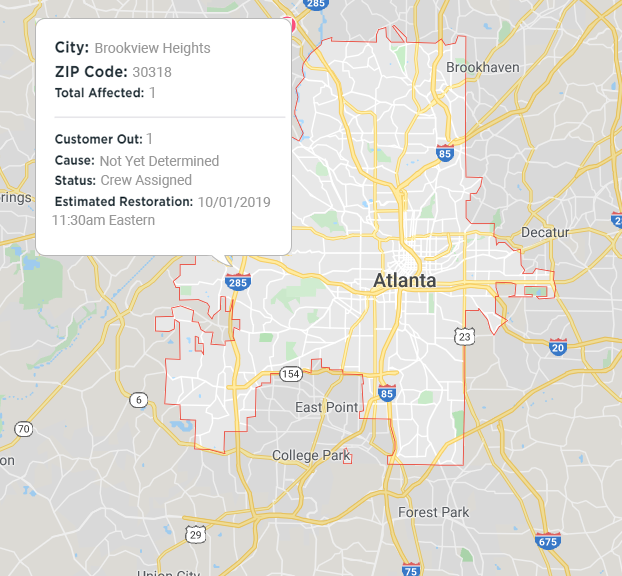 285
City: Brookview Heights
ZIP Code: 30318
Total Affected: 1
Customer Out: 1
Cause: Not Yet Determined
Status: Crew Assigned
Estimated Restoration: 10/01/2019
11:30am Eastern
Brookhaven
85
rings
Decatur
2
285
Atlanta
23
20
154
6
85
East Point
70
College Park
on
Forest Park
29
675
75
Union City